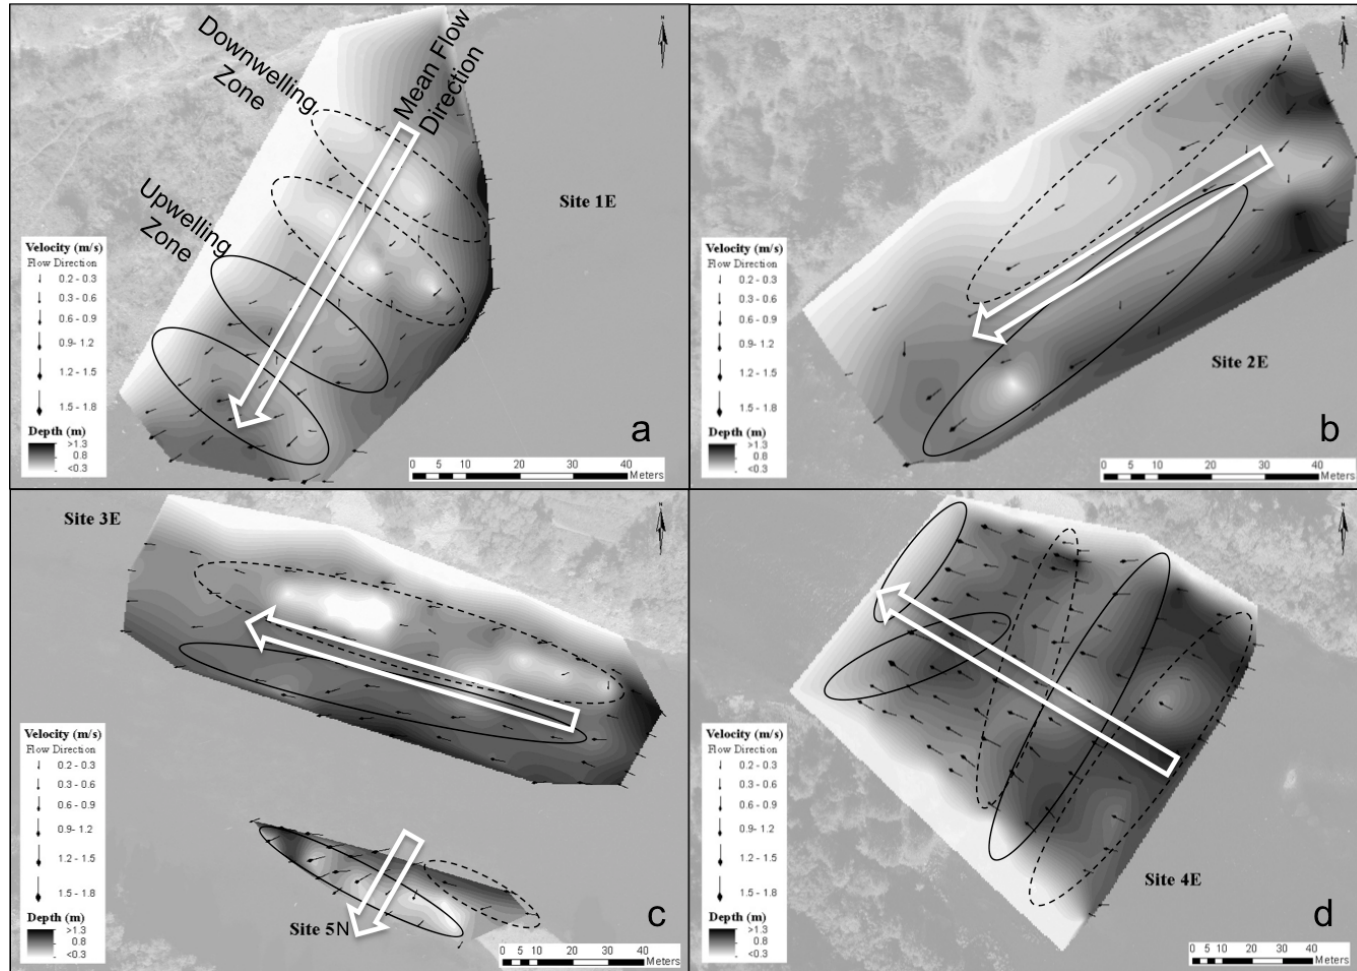 Downwelling
Zone
Mean Flow
Direction
Upwelling
Zone
N
Site 1E
Velocity (m/s)
Flow Direction
0.2 - 0.3
0.3 - 0.6
0.6 - 0.9
0.9- 1.2
1.2 - 1.5
1.5 - 1.8
Depth (m)
>1.3
0.8
<0.3
a
0 5 10 20 30 40
Meters
N
Site 2E
Velocity (m/s)
Flow Direction
0.2 - 0.3
0.3 - 0.6
0.6 - 0.9
0.9- 1.2
1.2 - 1.5
1.5 - 1.8
Depth (m)
>1.3
0.8
<0.3
b
0 5 10 20 30 40
Meters
Site 3E
N
Velocity (m/s)
Flow Direction
0.2 - 0.3
0.3 - 0.6
0.6 - 0.9
0.9- 1.2
1.2 - 1.5
1.5 - 1.8
Depth (m)
>1.3
0.8
<0.3
Site 5N
c
0 5 10 20 30 40
Meters
N
Velocity (m/s)
Flow Direction
0.2 - 0.3
0.3 - 0.6
0.6 - 0.9
0.9- 1.2
1.2 - 1.5
1.5 - 1.8
Depth (m)
>1.3
0.8
<0.3
Site 4E
d
0 5 10 20 30 40
Meters